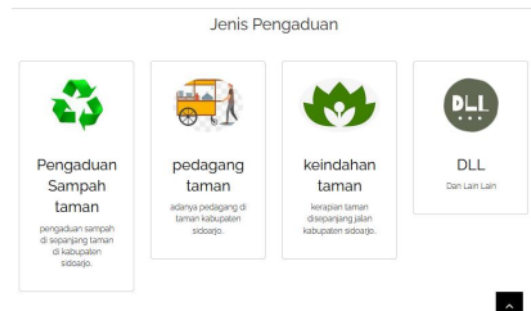 Jenis Pengaduan
Pengaduan
Sampah
taman
pengaduan sampah
di sepanjang taman
di kabupaten
sidoarjo.
pedagang
taman
adanya pedagang di
taman kabupaten
sidoarjo.
keindahan
taman
kerapian taman
disepanjang jalan
kabupaten sidoarjo.
DLL
DLL
Dan Lain Lain